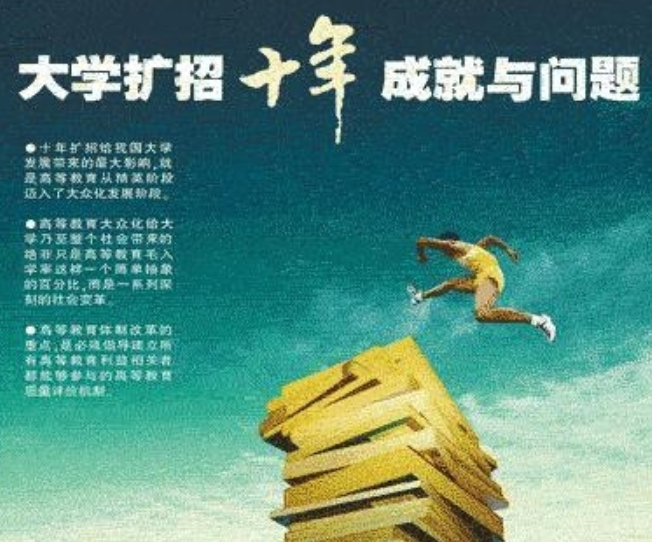 大学扩招十年成就与问题
●十年扩招给我国大学
发展带来的最大影响,就
是高等教育从精英阶段
迈入了大众化发展阶段。
●高等教育大众化给大
学乃至整个社会带来的
绝非只是高等教育毛入
学率这样一个简单抽象
的百分比,而是一系列深
刻的社会变革。
●高等教育体制改革的
重点,是必须倡导建立所
有高等教育利益相关者
都能够参与的高等教育
质量评价机制。